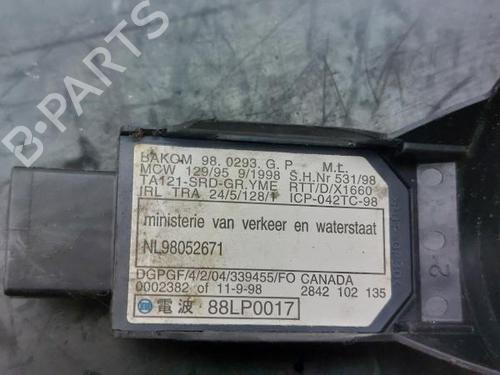 BAKOM 98. 0293. G. P M.L.
MCW 129/95 9/1998 S.H.Nr 531/98
TA121-SRD-GR.YME RTT/D/X1660
IRL TRA 24/5/128/1 ICP-042TC-98
ministerie van verkeer en waterstaat
NL98052671
DGPGF/4/2/04/339455/FO CANADA
0002382 of 11-9-98 2842 102 135
電波 88LP0017
2
B-PARTS